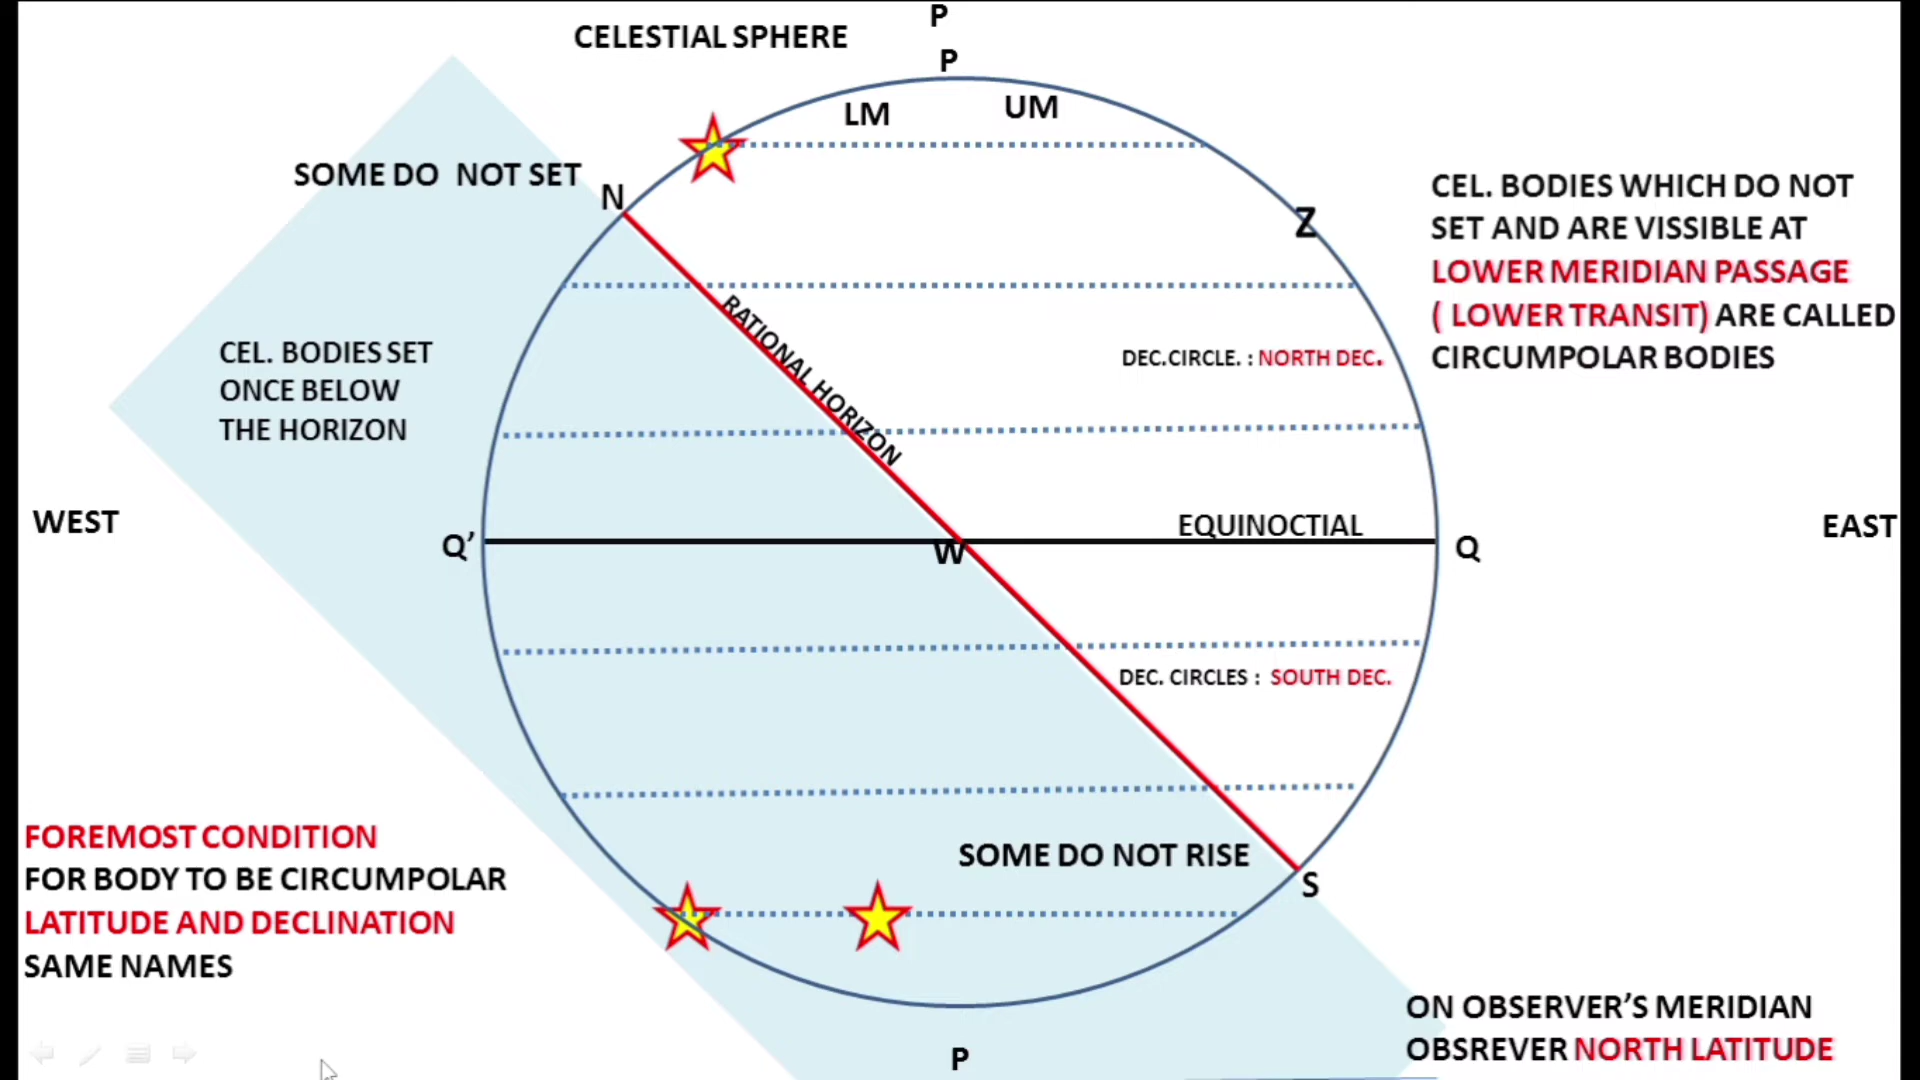 P
CELESTIAL SPHERE
P
LM
UM
SOME DO NOT SET
N
Z
CEL. BODIES WHICH DO NOT
SET AND ARE VISSIBLE AT
LOWER MERIDIAN PASSAGE
( LOWER TRANSIT) ARE CALLED
CIRCUMPOLAR BODIES
RATIONAL HORIZON
DEC.CIRCLE. : NORTH DEC.
CEL. BODIES SET
ONCE BELOW
THE HORIZON
WEST
EQUINOCTIAL
EAST
Q’
W
Q
DEC. CIRCLES : SOUTH DEC.
FOREMOST CONDITION
FOR BODY TO BE CIRCUMPOLAR
LATITUDE AND DECLINATION
SAME NAMES
SOME DO NOT RISE
S
ON OBSERVER’S MERIDIAN
OBSREVER NORTH LATITUDE
P